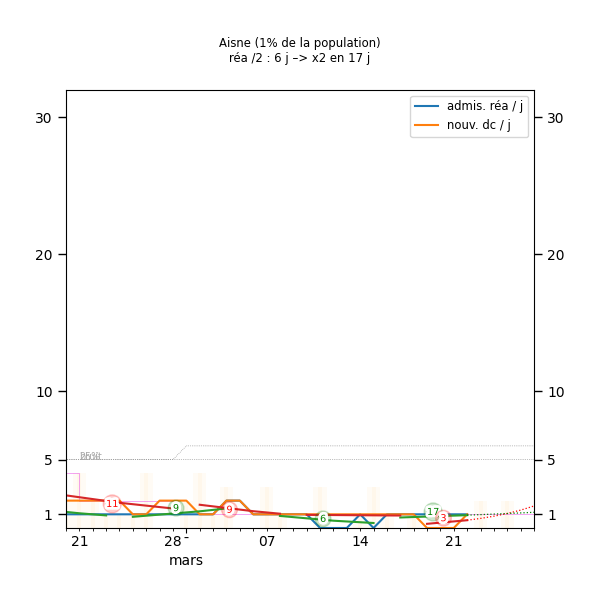 Aisne (1% de la population)
réa /2 : 6 j –> x2 en 17 j
admis. réa / j
nouv. dc / j
30 30
20 20
10 10
5 5
1 1
11 9 9 6 17 3
21 28 - 07 14 21
mars